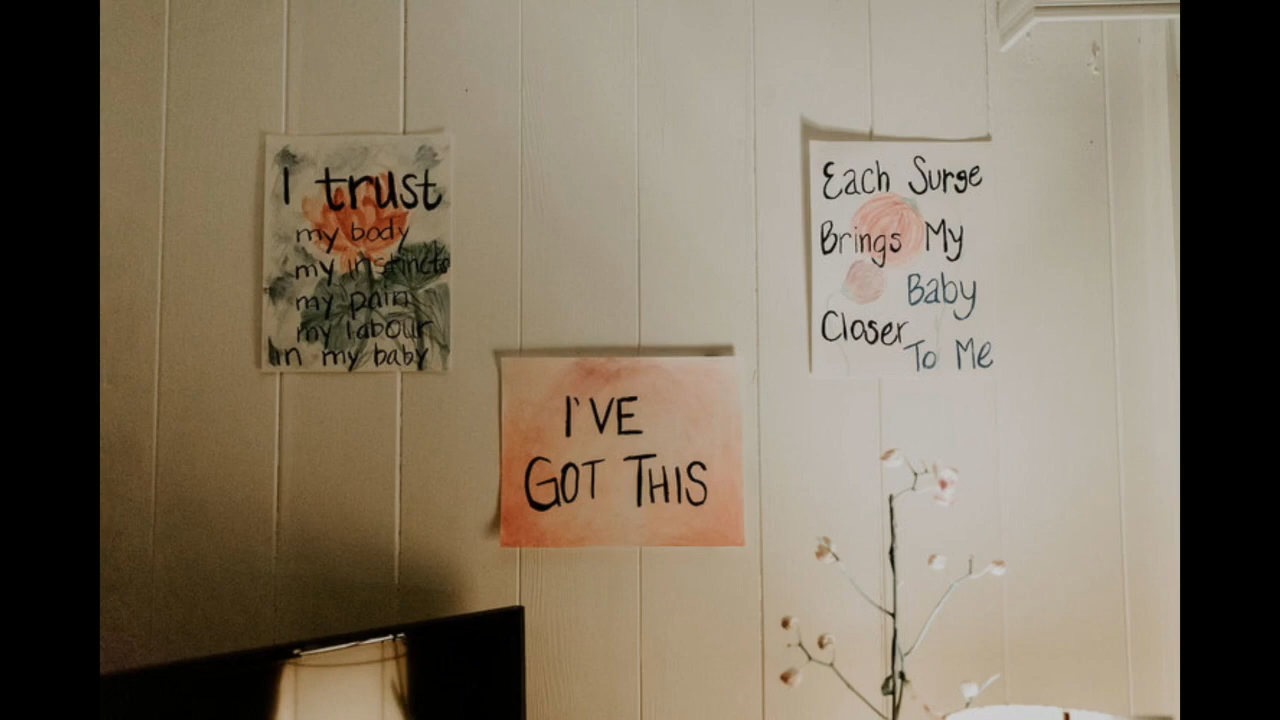 I trust
my body
my instincts
my pain
my labour
in my baby
I'VE
GOT THIS
Each Surge
Brings My
Baby
Closer
To Me